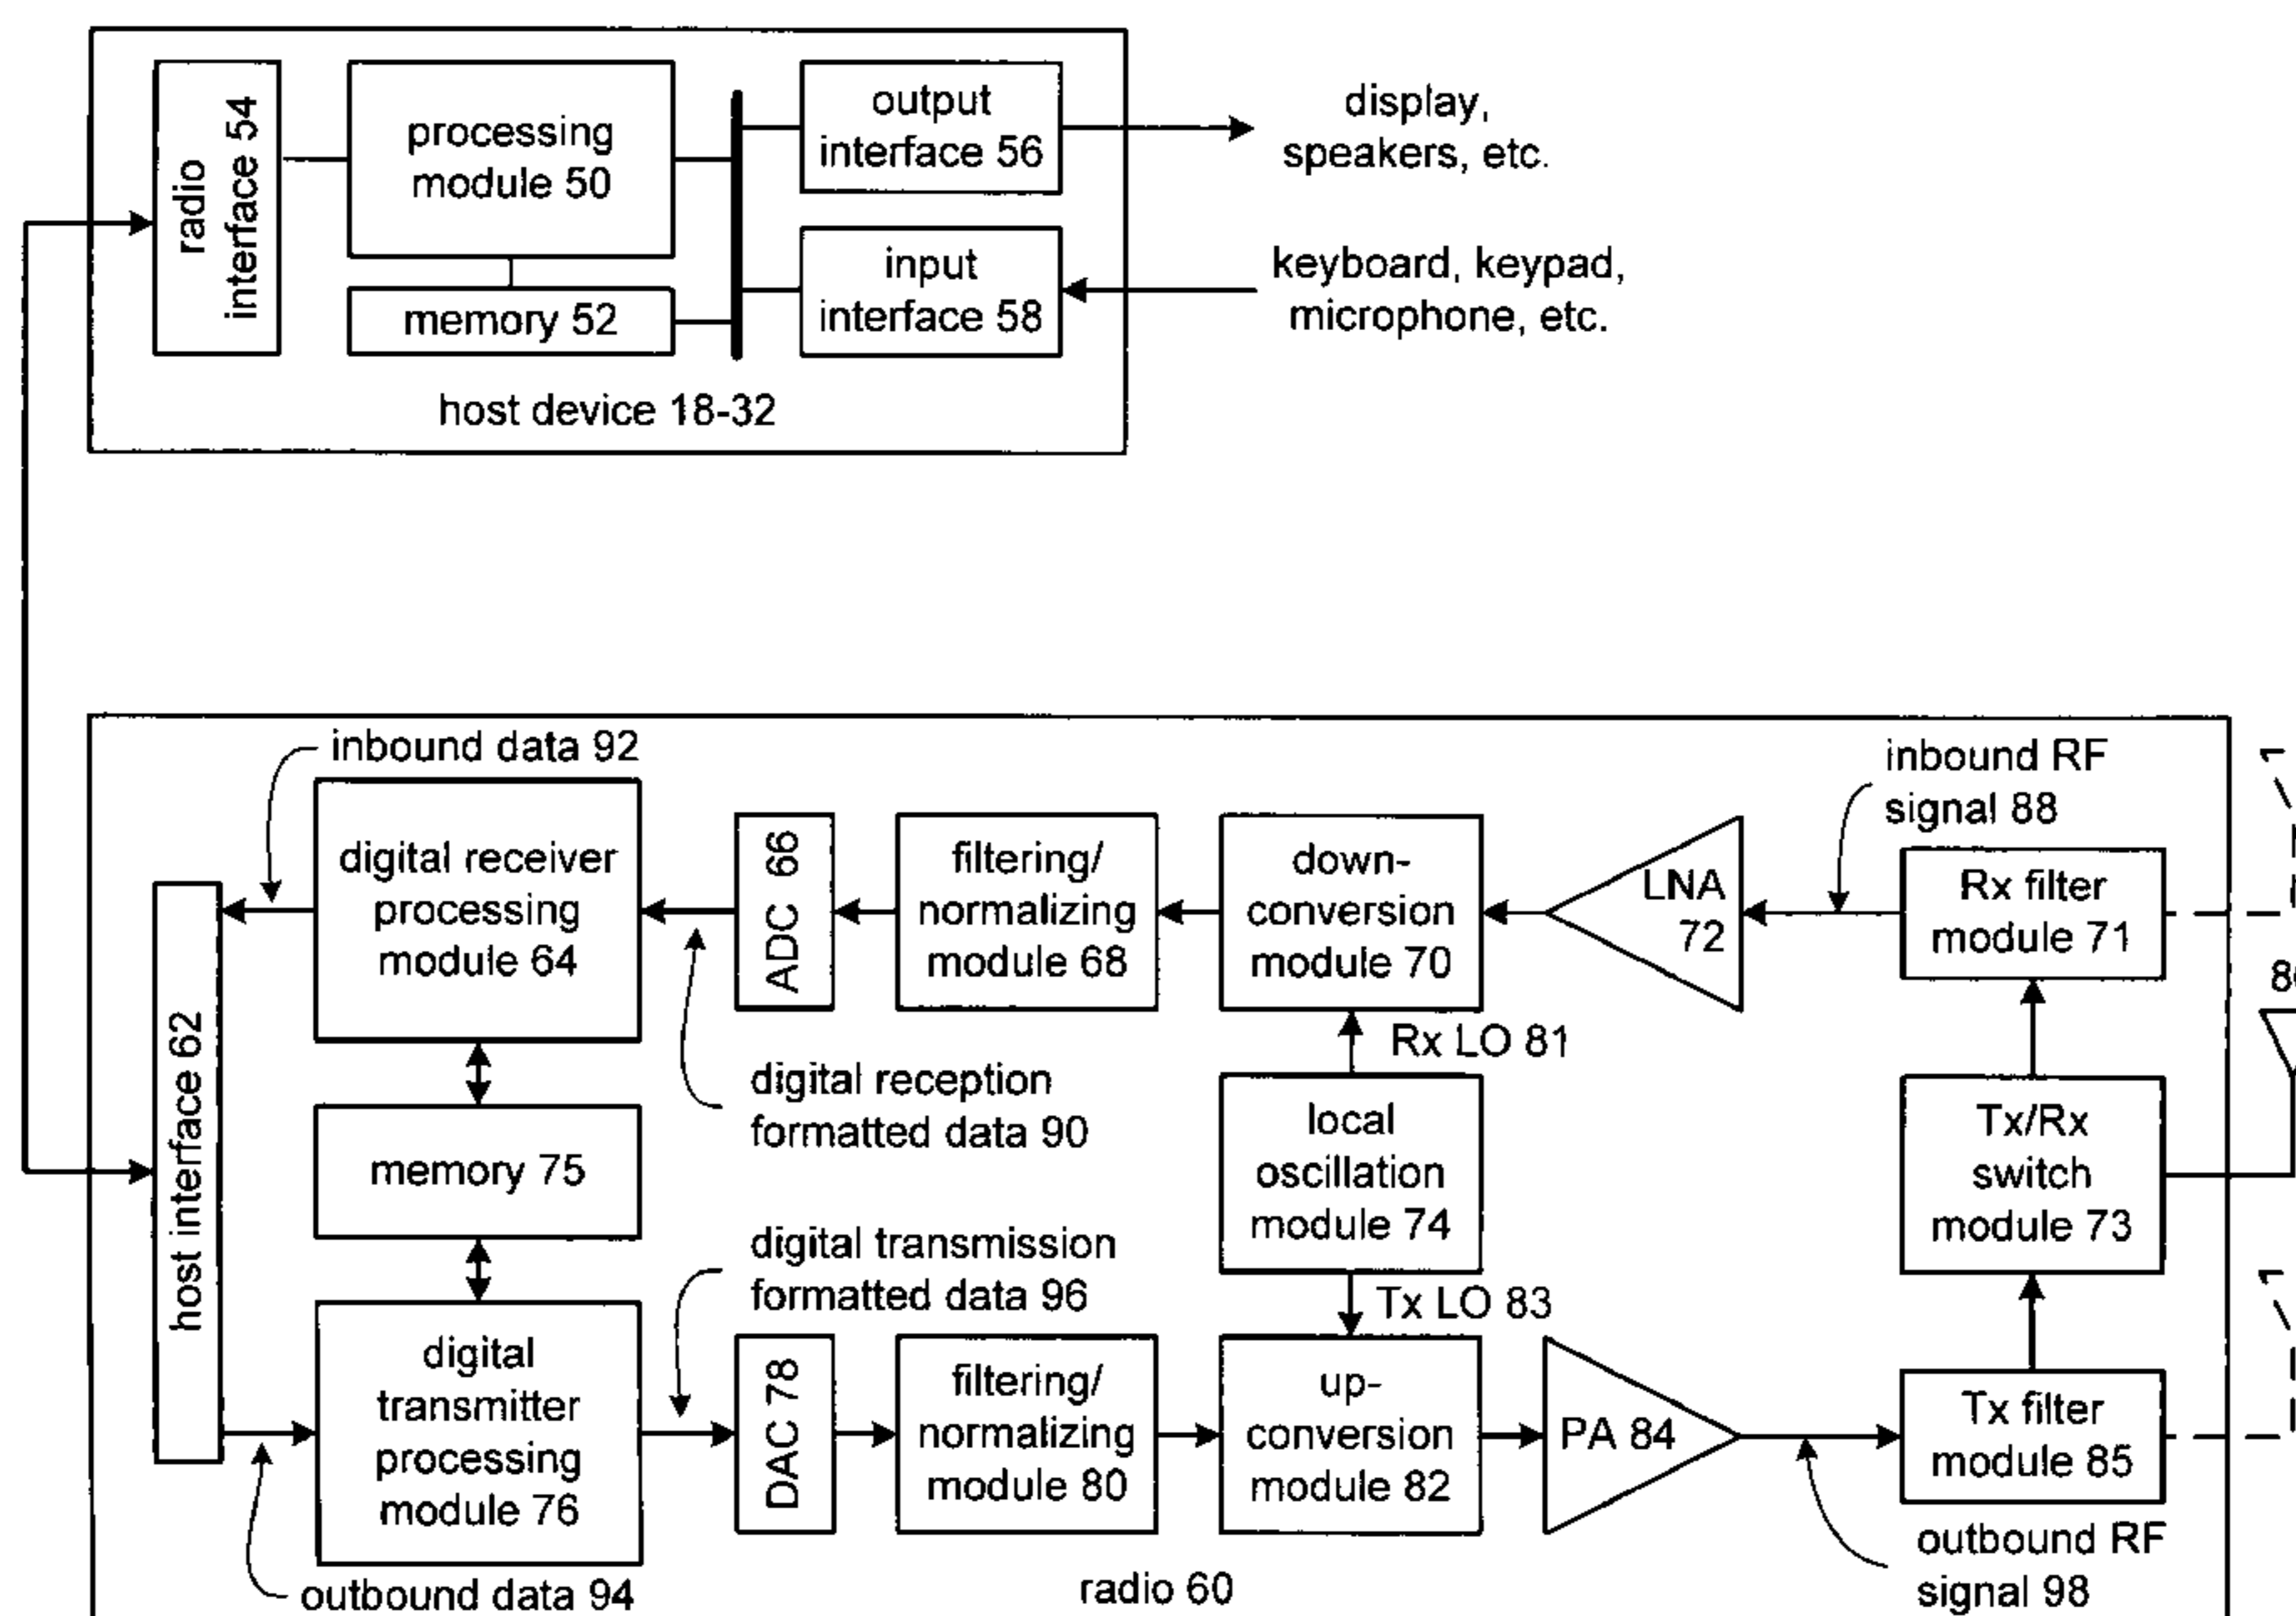 radio
interface 54
processing
module 50
memory 52
output
interface 56
input
interface 58
display,
speakers, etc.
keyboard, keypad,
microphone, etc.
host device 18-32
inbound data 92
digital receiver
processing
module 64
ADC 66
filtering/
normalizing
module 68
down-
conversion
module 70
LNA
72
inbound RF
signal 88
Rx filter
module 71
host interface 62
digital reception
formatted data 90
Rx LO 81
memory 75
local
oscillation
module 74
Tx/Rx
switch
module 73
digital transmission
formatted data 96
Tx LO 83
digital
transmitter
processing
module 76
DAC 78
filtering/
normalizing
module 80
up-
conversion
module 82
PA 84
Tx filter
module 85
outbound RF
signal 98
outbound data 94
radio 60